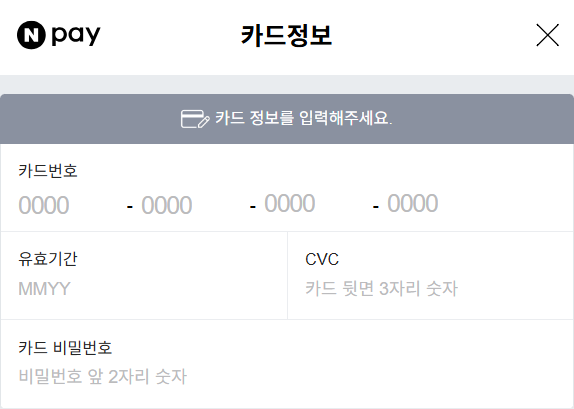 N pay
카드정보
카드 정보를 입력해주세요.
카드번호
0000 - 0000 - 0000 - 0000
유효기간
MMYY
CVC
카드 뒷면 3자리 숫자
카드 비밀번호
비밀번호 앞 2자리 숫자